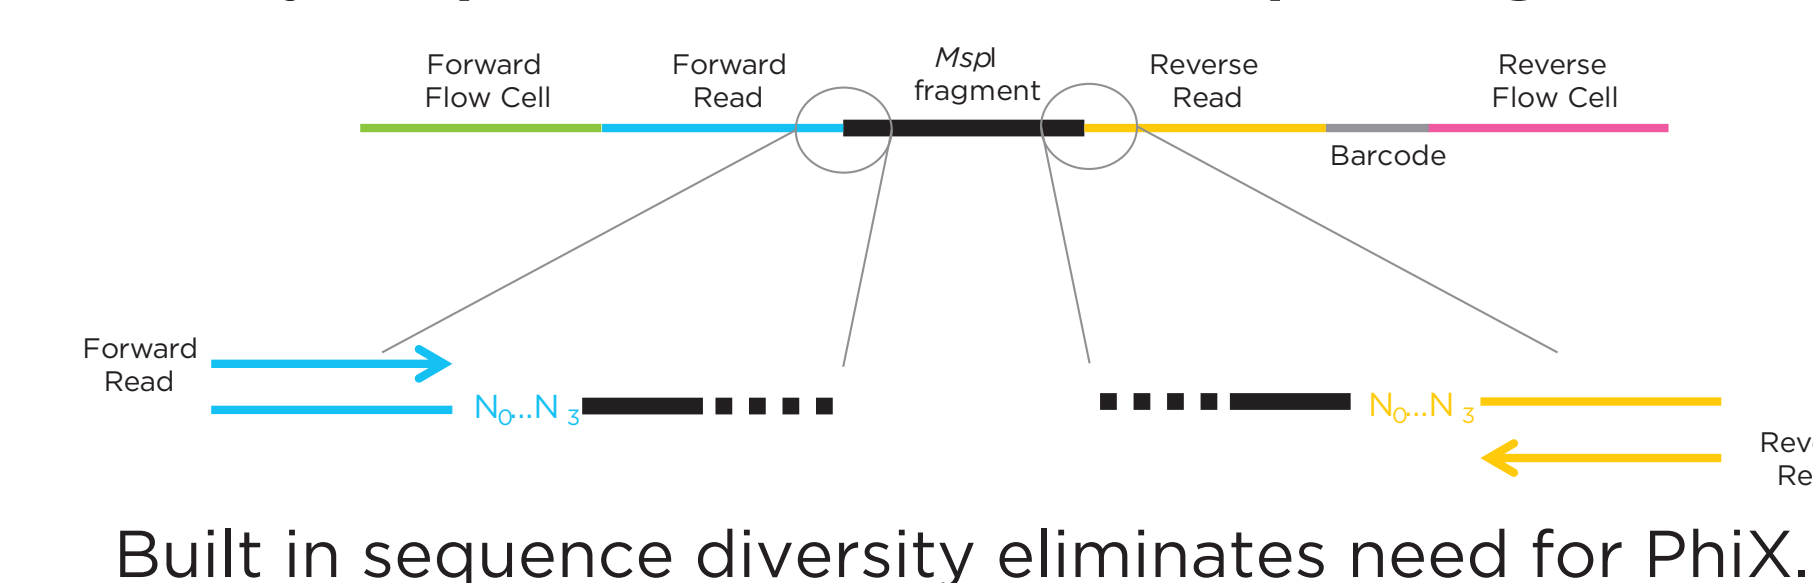 Forward
Flow Cell
Forward
Read
MspI
fragment
Reverse
Read
Reverse
Flow Cell
Barcode
Forward
Read
N0...N 3
N0...N 3
Built in sequence diversity eliminates need for PhiX.